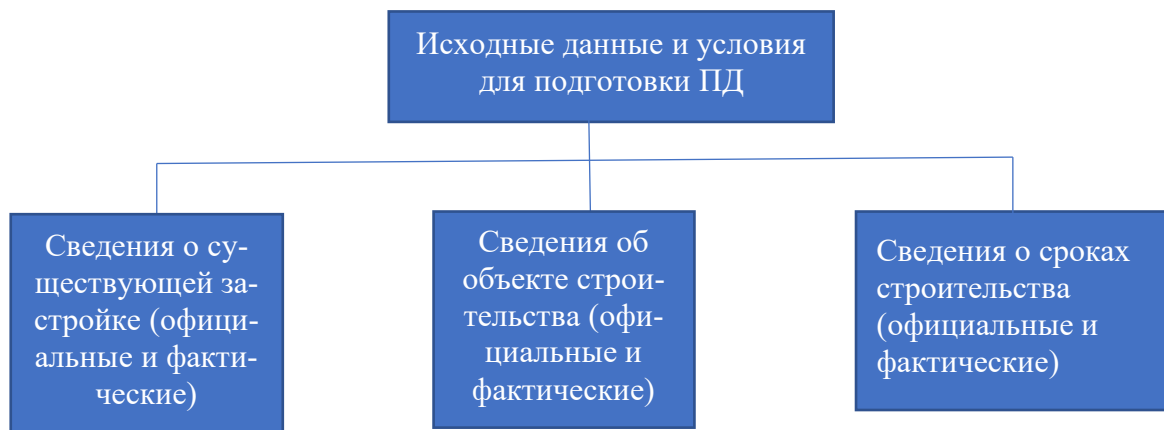 Исходные данные и условия
для подготовки ПД
Сведения о су-
ществующей за-
стройке (офици-
альные и факти-
ческие)
Сведения об
объекте строи-
тельства (офи-
циальные и
фактические)
Сведения о сроках
строительства
(официальные и
фактические)